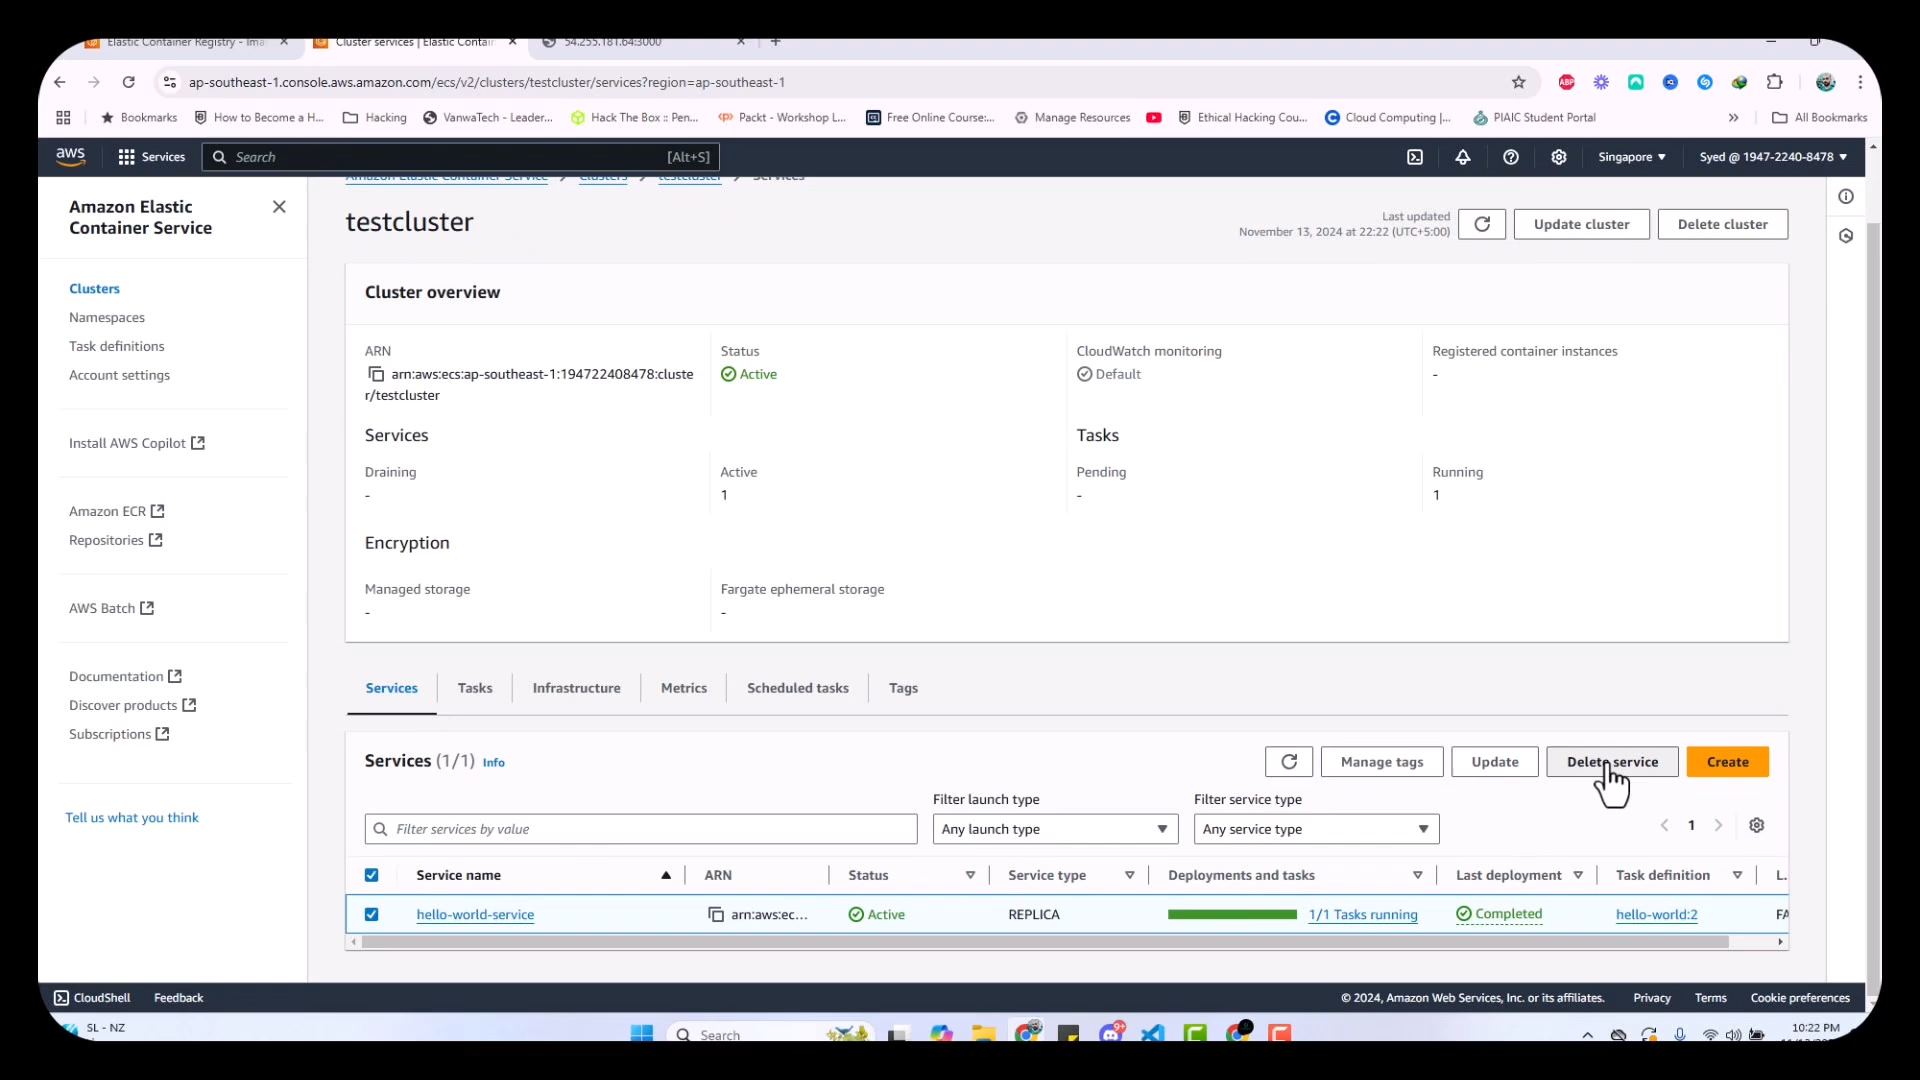 Elastic Container Registry - Ima
Cluster services | Elastic Contain
54.255.181.64:3000
ap-southeast-1.console.aws.amazon.com/ecs/v2/clusters/testcluster/services?region=ap-southeast-1
ABP
Bookmarks
How to Become a H...
Hacking
VanwaTech - Leader...
Hack The Box :: Pen...
Packt - Workshop L...
Free Online Course:...
Manage Resources
Ethical Hacking Cou...
Cloud Computing |...
PIAIC Student Portal
All Bookmarks
aws
Services
Search
[Alt+S]
Singapore
Syed @ 1947-2240-8478
Amazon Elastic Container Service
Clusters
testcluster
Services
Amazon Elastic
Container Service
testcluster
Last updated
November 13, 2024 at 22:22 (UTC+5:00)
Update cluster
Delete cluster
Clusters
Namespaces
Task definitions
Account settings
Install AWS Copilot
Amazon ECR
Repositories
AWS Batch
Documentation
Discover products
Subscriptions
Tell us what you think
Cluster overview
ARN
arn:aws:ecs:ap-southeast-1:194722408478:cluste
r/testcluster
Status
Active
CloudWatch monitoring
Default
Registered container instances
-
Services
Tasks
Draining
-
Active
1
Pending
-
Running
1
Encryption
Managed storage
-
Fargate ephemeral storage
-
Services
Tasks
Infrastructure
Metrics
Scheduled tasks
Tags
Services (1/1) Info
Manage tags
Update
Delete service
Create
Filter launch type
Filter service type
Filter services by value
Any launch type
Any service type
1
Service name
ARN
Status
Service type
Deployments and tasks
Last deployment
Task definition
L..
hello-world-service
arn:aws:ec...
Active
REPLICA
1/1 Tasks running
Completed
hello-world:2
FA
CloudShell
Feedback
© 2024, Amazon Web Services, Inc. or its affiliates.
Privacy
Terms
Cookie preferences
SL - NZ
Search
10:22 PM